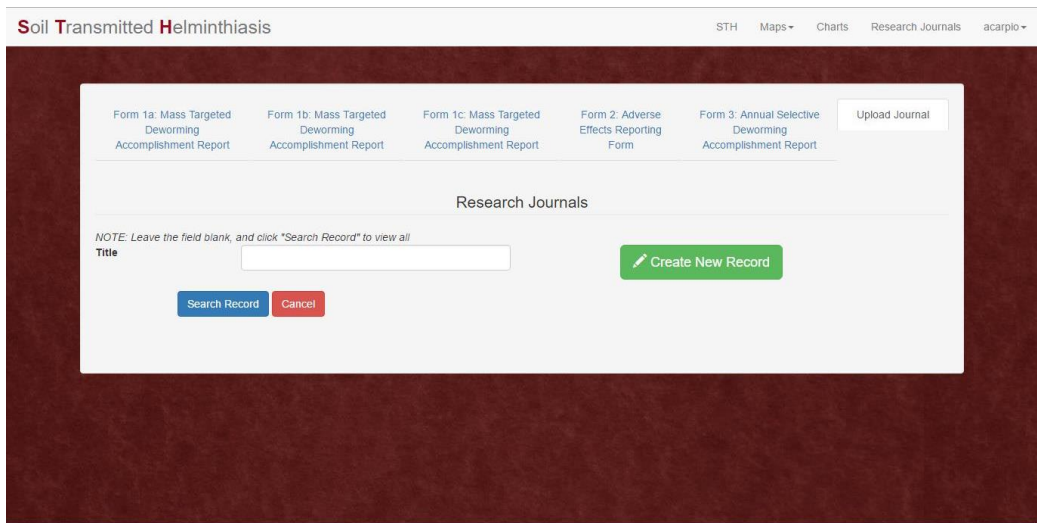 Soil Transmitted Helminthiasis
STH Maps Charts Research Journals acarpio
Form 1a: Mass Targeted
Deworming
Accomplishment Report
Form 1b: Mass Targeted
Deworming
Accomplishment Report
Form 1c: Mass Targeted
Deworming
Accomplishment Report
Form 2: Adverse
Effects Reporting
Form
Form 3: Annual Selective
Deworming
Accomplishment Report
Upload Journal
Research Journals
NOTE: Leave the field blank, and click "Search Record" to view all
Title
Create New Record
Search Record
Cancel